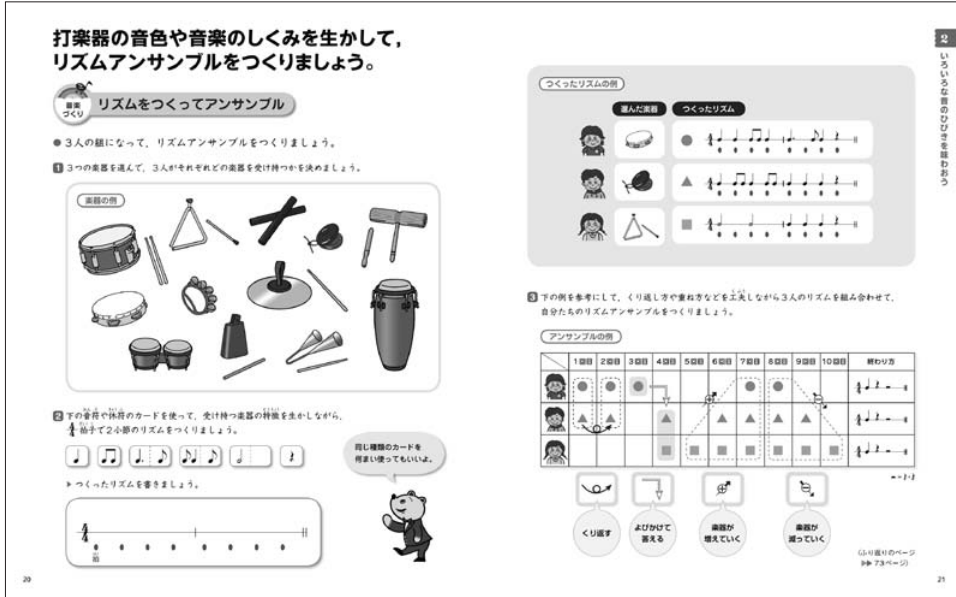 打楽器の音色や音楽のしくみを生かして，
リズムアンサンブルをつくりましょう。
音楽
づくり
リズムをつくってアンサンブル
● 3人の組になって，リズムアンサンブルをつくりましょう。
1 3つの楽器を選んで，3人がそれぞれどの楽器を受け持つかを決めましょう。
楽器の例
2 下の音符や休符のカードを使って，受け持つ楽器の特徴を生かしながら，
4/4拍子で2小節のリズムをつくりましょう。
同じ種類のカードを
何まい使ってもいいよ。
▶ つくったリズムを書きましょう。
拍
20
2 いろいろな音のひびきを味わおう
つくったリズムの例
選んだ楽器 つくったリズム
3 下の例を参考にして，くり返し方や重ね方などを工夫しながら3人のリズムを組み合わせて，
自分たちのリズムアンサンブルをつくりましょう。
アンサンブルの例
1回目 2回目 3回目 4回目 5回目 6回目 7回目 8回目 9回目 10回目 終わり方
くり返す
よびかけて
答える
楽器が
増えていく
楽器が
減っていく
(ふり返りのページ
▶▶ 73ページ)
21